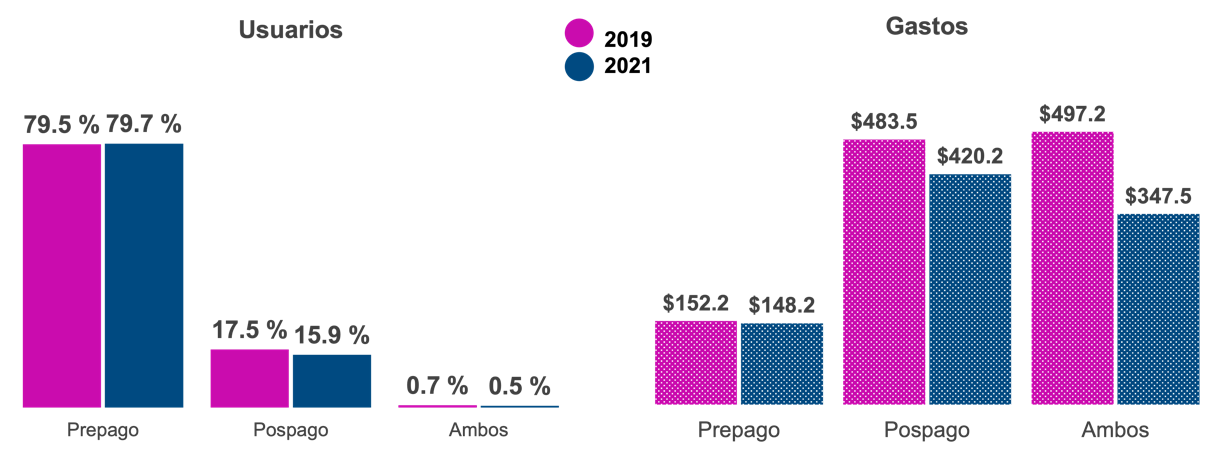 Usuarios
2019
2021
Gastos
79.5 % 79.7 %
17.5 % 15.9 %
0.7 % 0.5 %
Prepago Pospago Ambos
$152.2 $148.2
$483.5 $420.2
$497.2 $347.5
Prepago Pospago Ambos